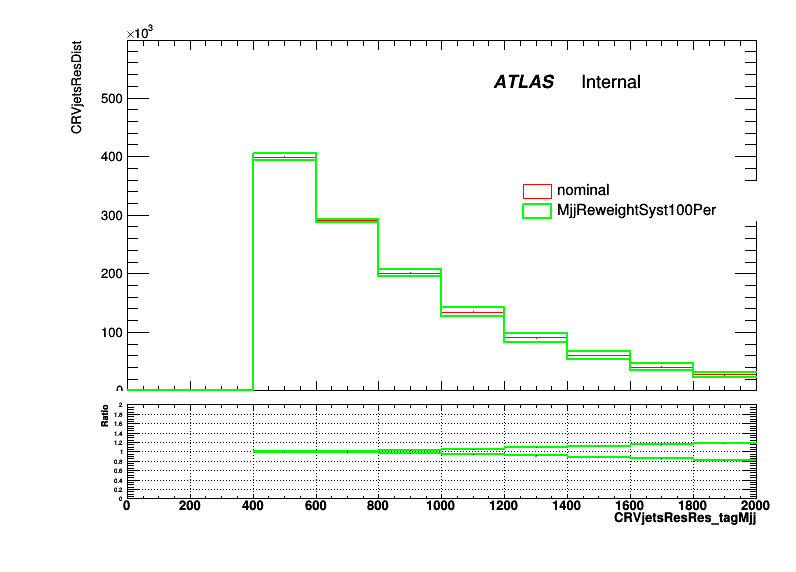 ×10³
CRVjetsResDist
ATLAS Internal
500
400
300
200
100
0
nominal
MjjReweightSyst100Per
Ratio
2
1.8
1.6
1.4
1.2
1
0.8
0.6
0.4
0.2
0
0 200 400 600 800 1000 1200 1400 1600 1800 2000
CRVjetsResRes_tagMjj